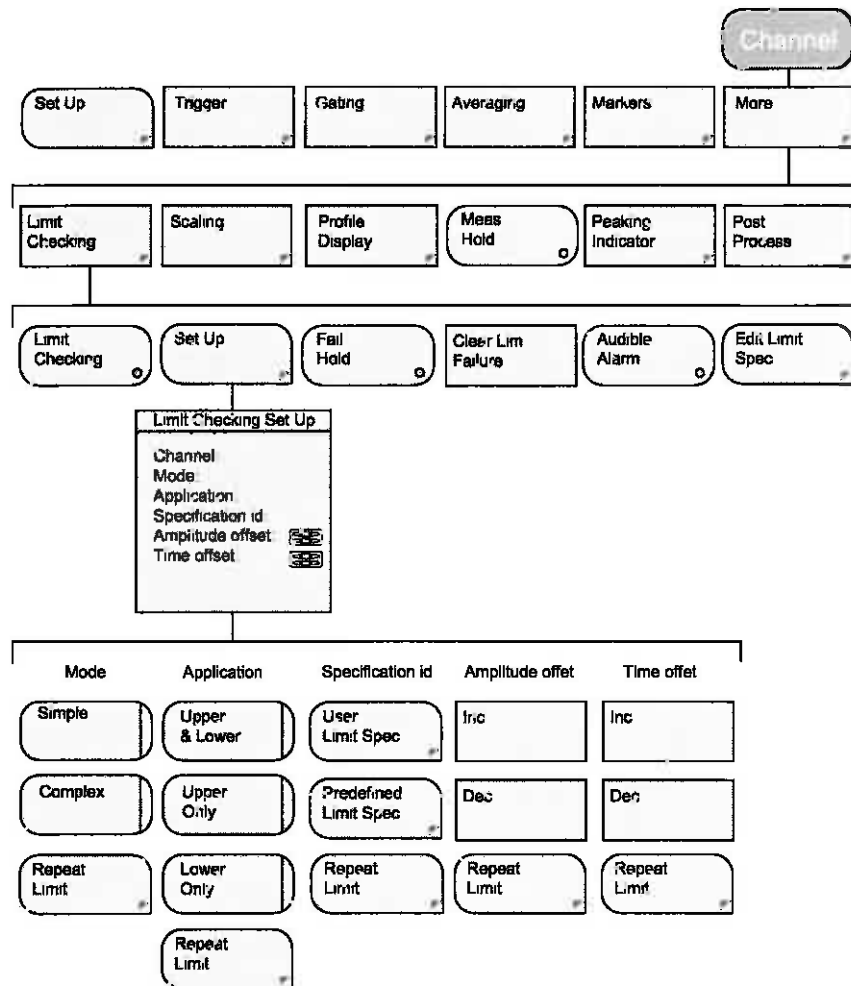 Channel
Set Up
Trigger
Gating
Averaging
Markers
More
Limit
Checking
Scaling
Profile
Display
Meas
Hold
Peaking
Indicator
Post
Process
Limit
Checking
Set Up
Fail
Hold
Clear Lim
Failure
Audible
Alarm
Edit Limit
Spec
Limit Checking Set Up
Channel
Mode
Application
Specification id
Amplitude offset
Time offset
Mode
Application
Specification id
Amplitude offet
Time offet
Simple
Upper
& Lower
User
Limit Spec
Inc
Inc
Complex
Upper
Only
Predefined
Limit Spec
Dec
Dec
Repeat
Limit
Lower
Only
Repeat
Limit
Repeat
Limit
Repeat
Limit
Repeat
Limit